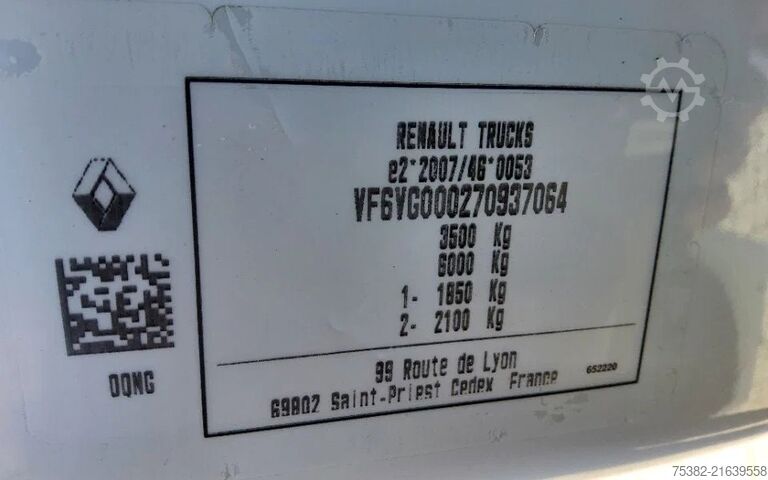 RENAULT TRUCKS
e2*2007/46*0053
VF6VG000270937064
3500 Kg
6000 Kg
1- 1850 Kg
2- 2100 Kg
99 Route de Lyon
69802 Saint-Priest Cedex France
652220
OQNG
75382-21639558